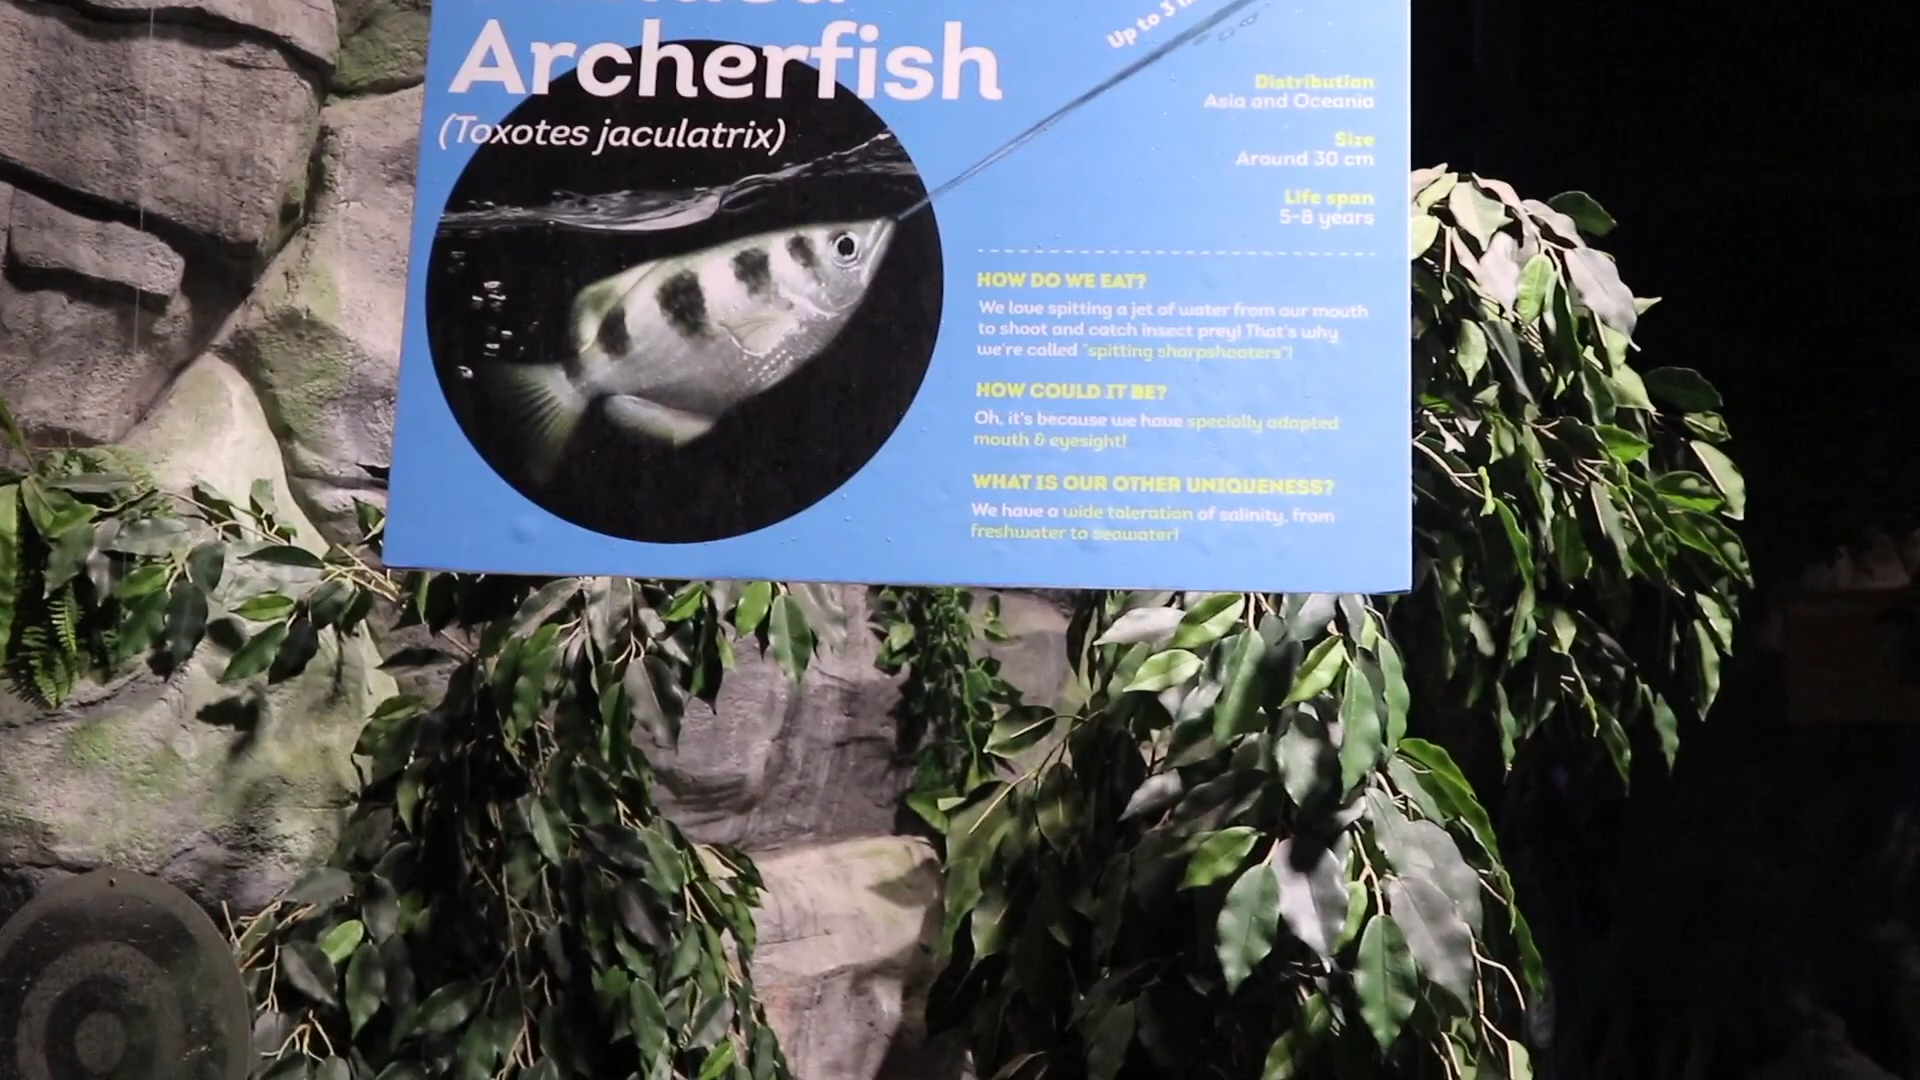 Archerfish
(Toxotes jaculatrix)
Up to 3
Distribution
Asia and Oceania
Size
Around 30 cm
Life span
5-8 years
HOW DO WE EAT?
We love spitting a jet of water from our mouth
to shoot and catch insect prey! That's why
we're called "spitting sharpshooters"!
HOW COULD IT BE?
Oh, it's because we have specially adapted
mouth & eyesight!
WHAT IS OUR OTHER UNIQUENESS?
We have a wide toleration of salinity, from
freshwater to seawater!